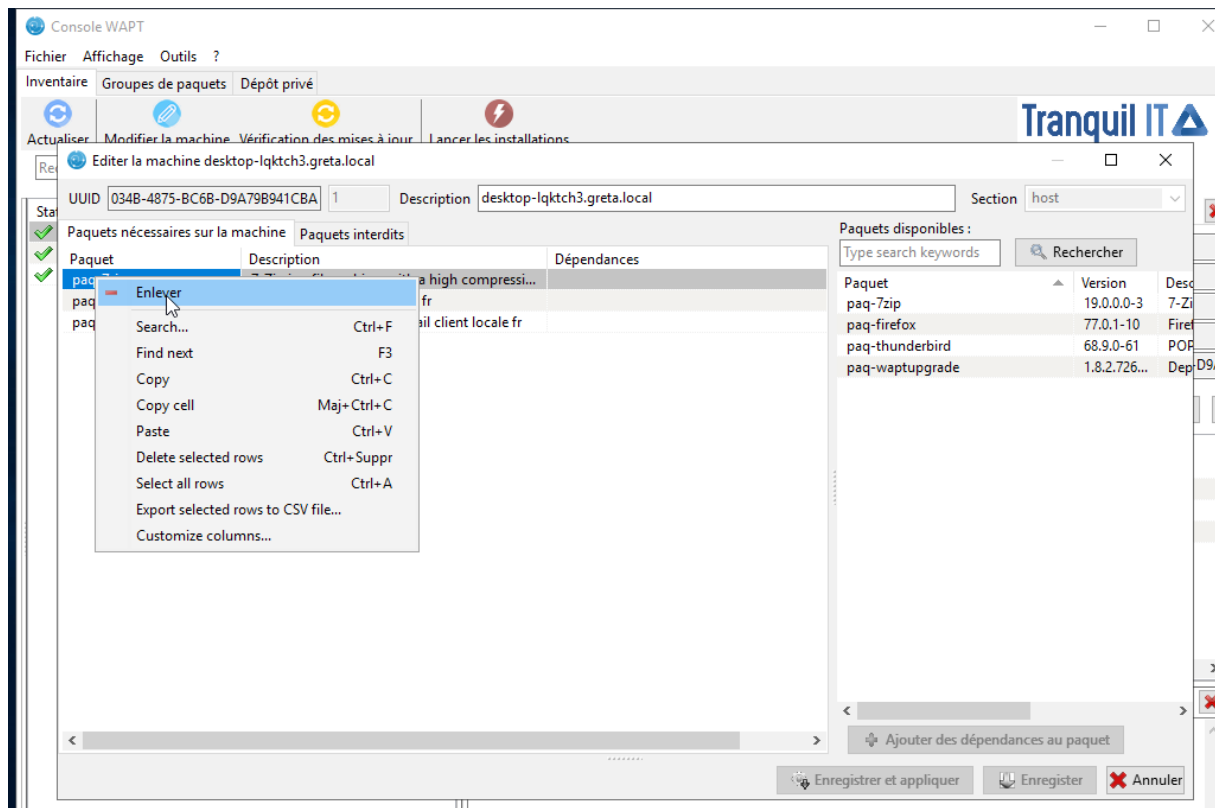 Console WAPT
Fichier Affichage Outils ?
Inventaire Groupes de paquets Dépôt privé
Tranquil IT
Actualiser Modifier la machine Vérification des mises à jour Lancer les installations
Editer la machine desktop-lqktch3.greta.local
UUID 034B-4875-BC6B-D9A79B941CBA 1 Description desktop-lqktch3.greta.local Section host
Paquets nécessaires sur la machine Paquets interdits
Paquets disponibles :
Type search keywords Rechercher
Paquet Description Dépendances
a high compressi...
fr
ail client locale fr
Enlever
Search... Ctrl+F
Find next F3
Copy Ctrl+C
Copy cell Maj+Ctrl+C
Paste Ctrl+V
Delete selected rows Ctrl+Suppr
Select all rows Ctrl+A
Export selected rows to CSV file...
Customize columns...
Paquet Version
paq-7zip 19.0.0.0-3
paq-firefox 77.0.1-10
paq-thunderbird 68.9.0-61
paq-waptupgrade 1.8.2.726...
Ajouter des dépendances au paquet
Enregistrer et appliquer Enregister Annuler